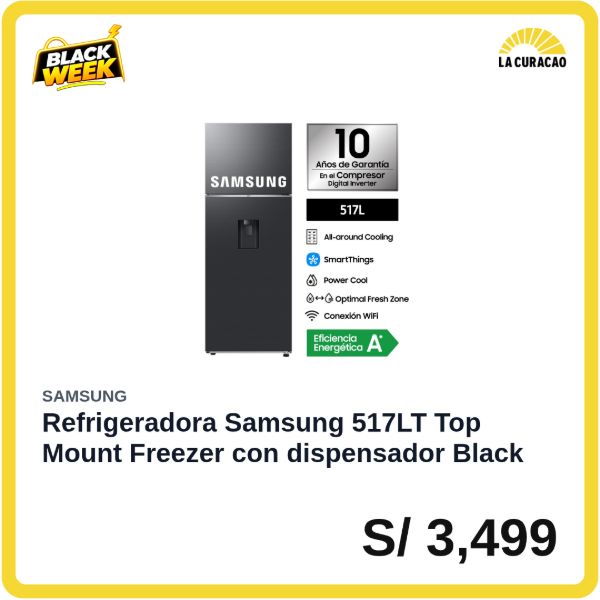 BLACK
WEEK
LA CURACAO
SAMSUNG
10
Años de Garantía
En el Compresor
Digital Inverter
517L
All-around Cooling
SmartThings
Power Cool
Optimal Fresh Zone
Conexión WiFi
Eficiencia
Energética A*
SAMSUNG
Refrigeradora Samsung 517LT Top
Mount Freezer con dispensador Black
S/ 3,499